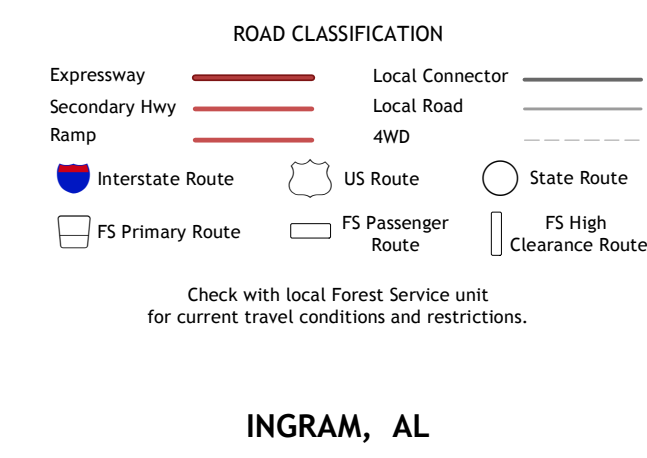 ROAD CLASSIFICATION
Expressway
Local Connector
Secondary Hwy
Local Road
Ramp
4WD
Interstate Route
US Route
State Route
FS Primary Route
FS Passenger
Route
FS High
Clearance Route
Check with local Forest Service unit
for current travel conditions and restrictions.
INGRAM, AL